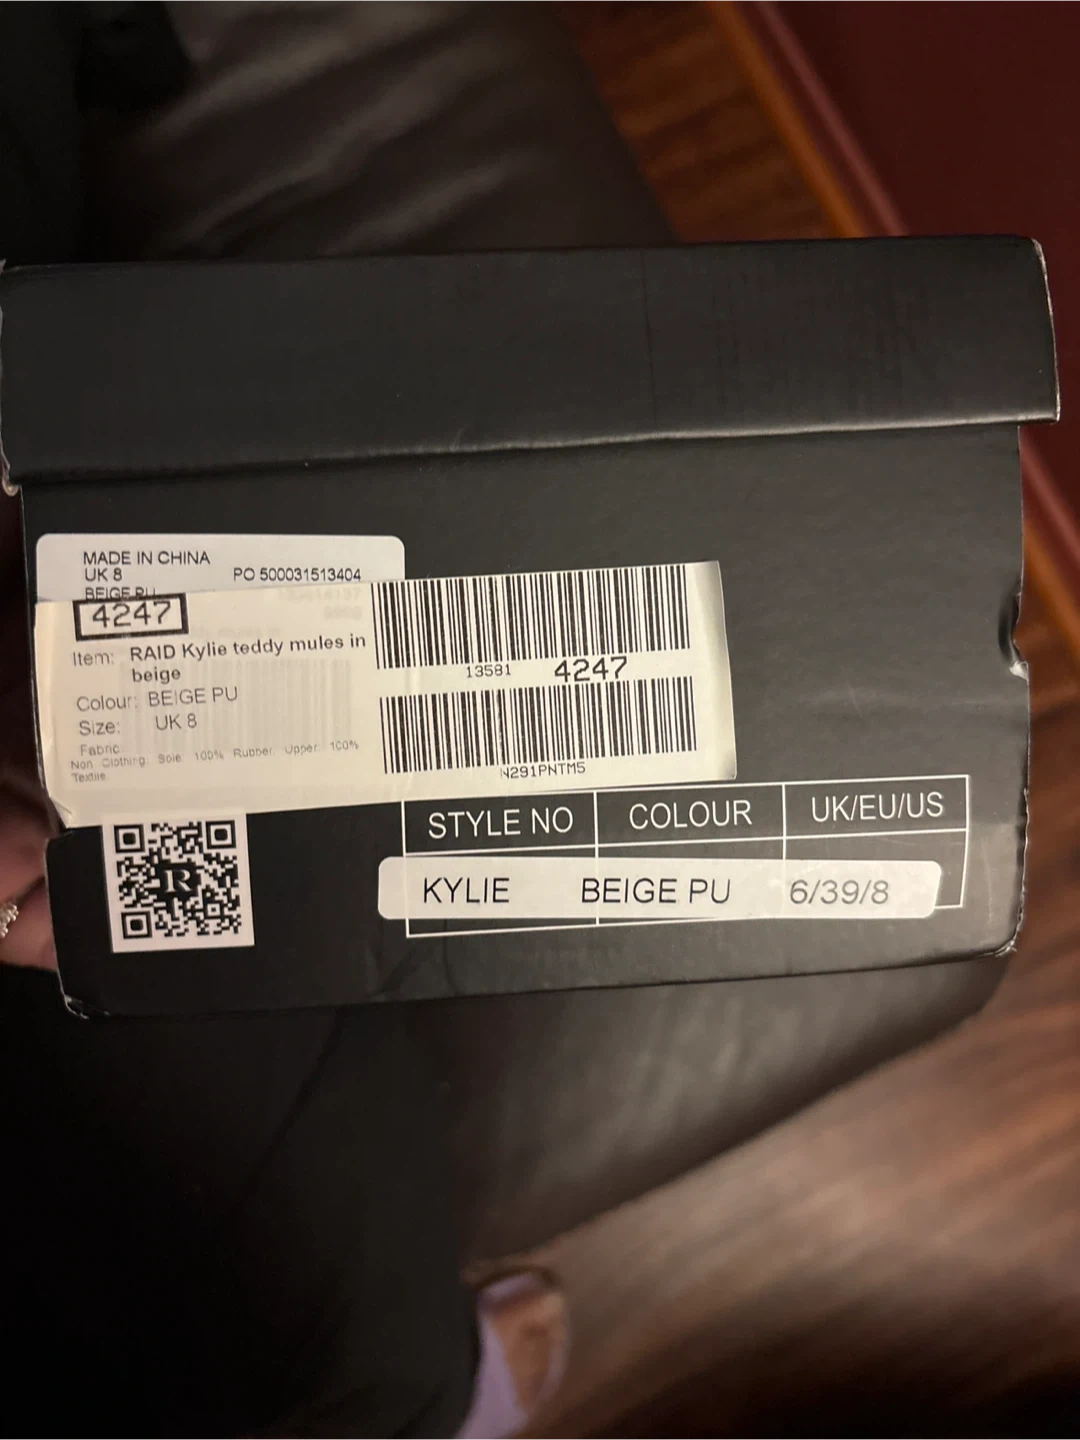 MADE IN CHINA
UK 8
PO 500031513404
BEIGE PU
4247
Item: RAID Kylie teddy mules in
beige
Colour: BEIGE PU
Size: UK 8
Fabric
Non Clothing. Sole 100% Rubber. Upper 100%
Textile.
13581 4247
N291PNTM5
R
STYLE NO COLOUR UK/EU/US
KYLIE BEIGE PU 6/39/8